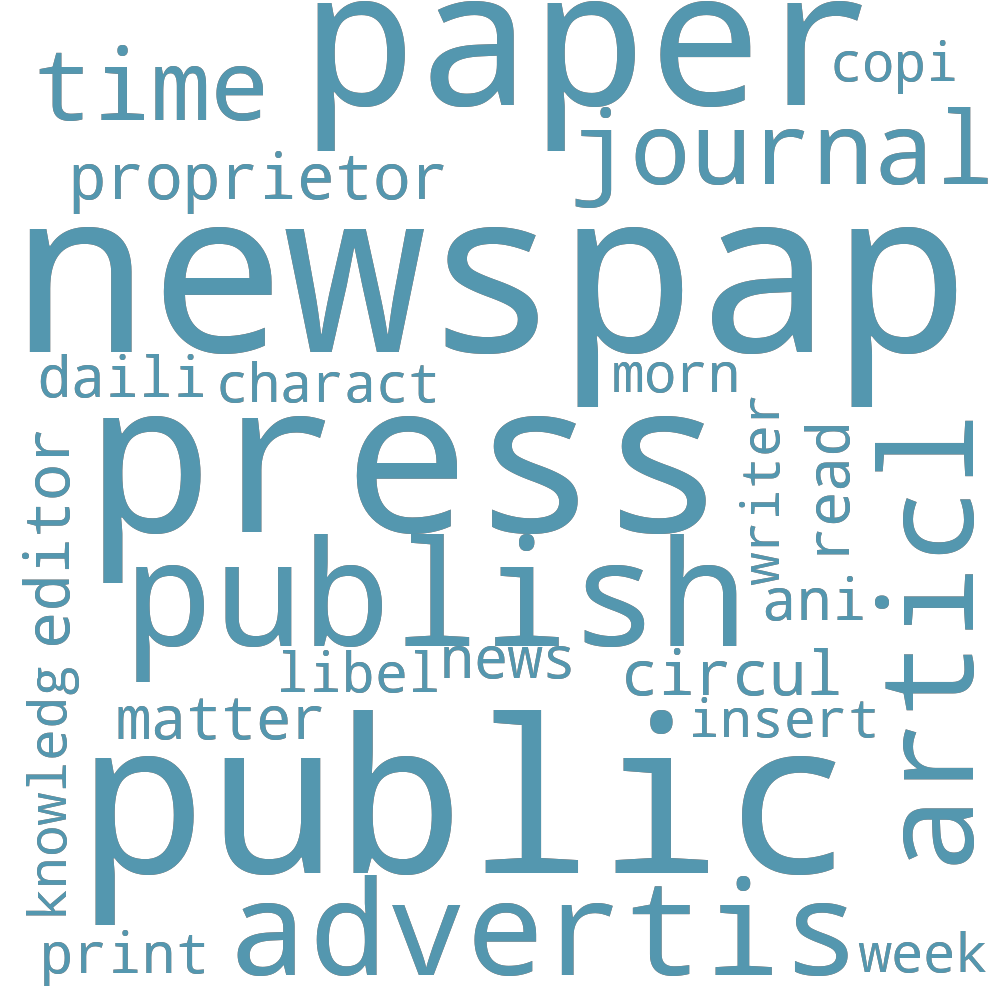 paper
time
copi
journal
proprietor
newspap
daili
charact
morn
press
writer
read
articl
editor
publish
ani
libel
news
circul
knowledg
matter
insert
public
advertis
print
week